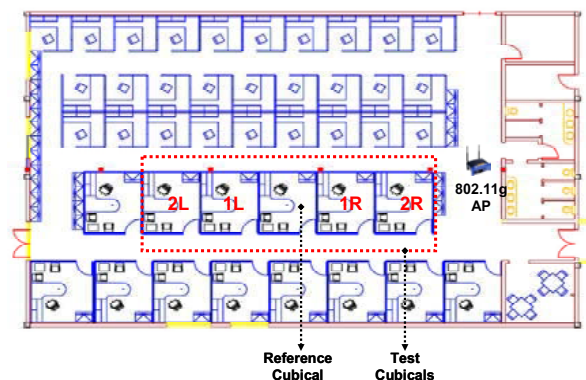 802.11g
AP
2L 1L 1R 2R
Reference
Cubical
Test
Cubicals